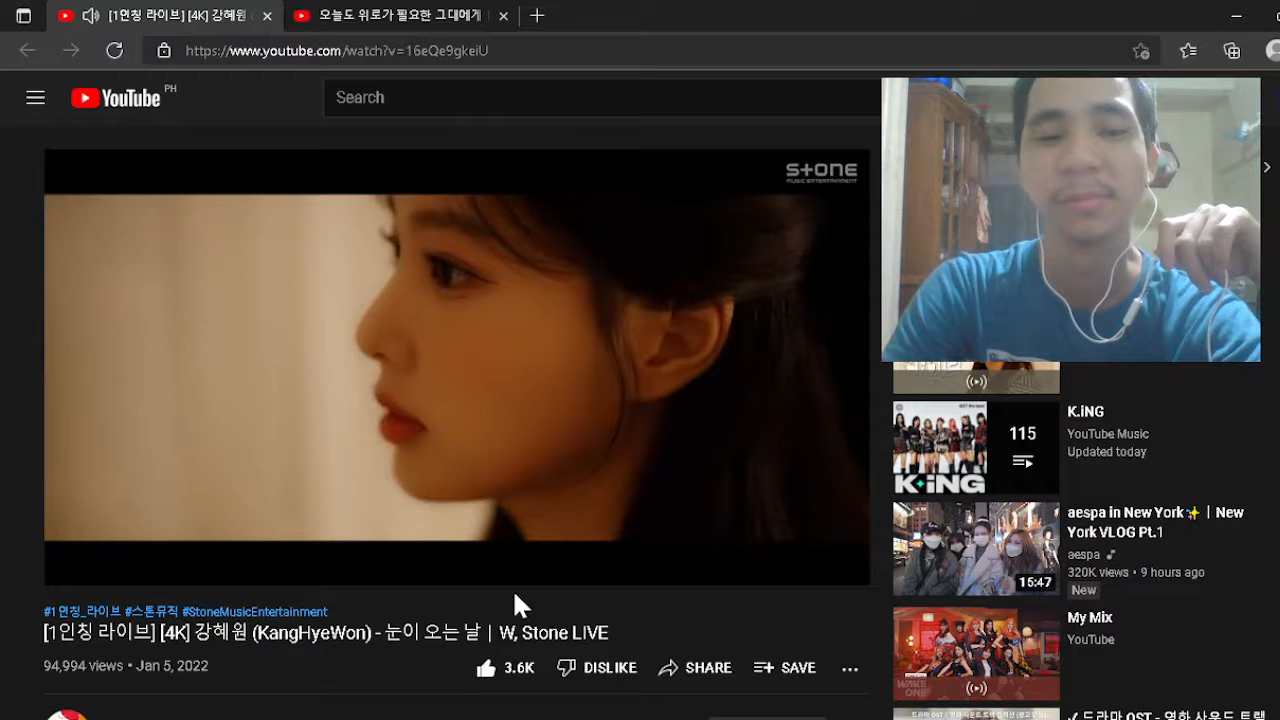 [1인칭 라이브] [4K] 강혜원
오늘도 위로가 필요한 그대에게
https://www.youtube.com/watch?v=16eQe9gkeiU
YouTube PH
Search
STONE
MUSIC ENTERTAINMENT
115
K✦iNG
K.iNG
YouTube Music
Updated today
15:47
aespa in New York✨ | New
York VLOG Pt.1
aespa
320K views • 9 hours ago
New
WAKE
ONE
My Mix
YouTube
#1인칭_라이브 #스톤뮤직 #StoneMusicEntertainment
[1인칭 라이브] [4K] 강혜원 (KangHyeWon) - 눈이 오는 날 | W, Stone LIVE
94,994 views • Jan 5, 2022
3.6K DISLIKE SHARE SAVE